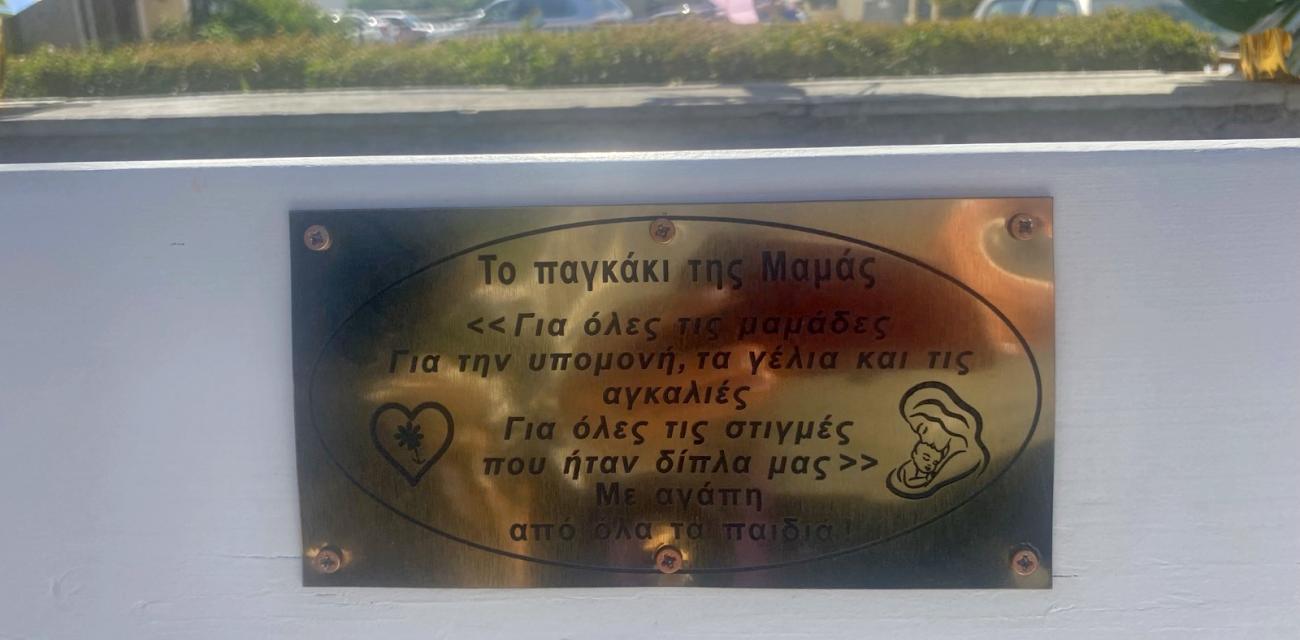 Το παγκάκι της Μαμάς
<<Για όλες τις μαμάδες
Για την υπομονή, τα γέλια και τις
αγκαλιές
Για όλες τις στιγμές
που ήταν δίπλα μας>>
Με αγάπη
από όλα τα παιδιά!